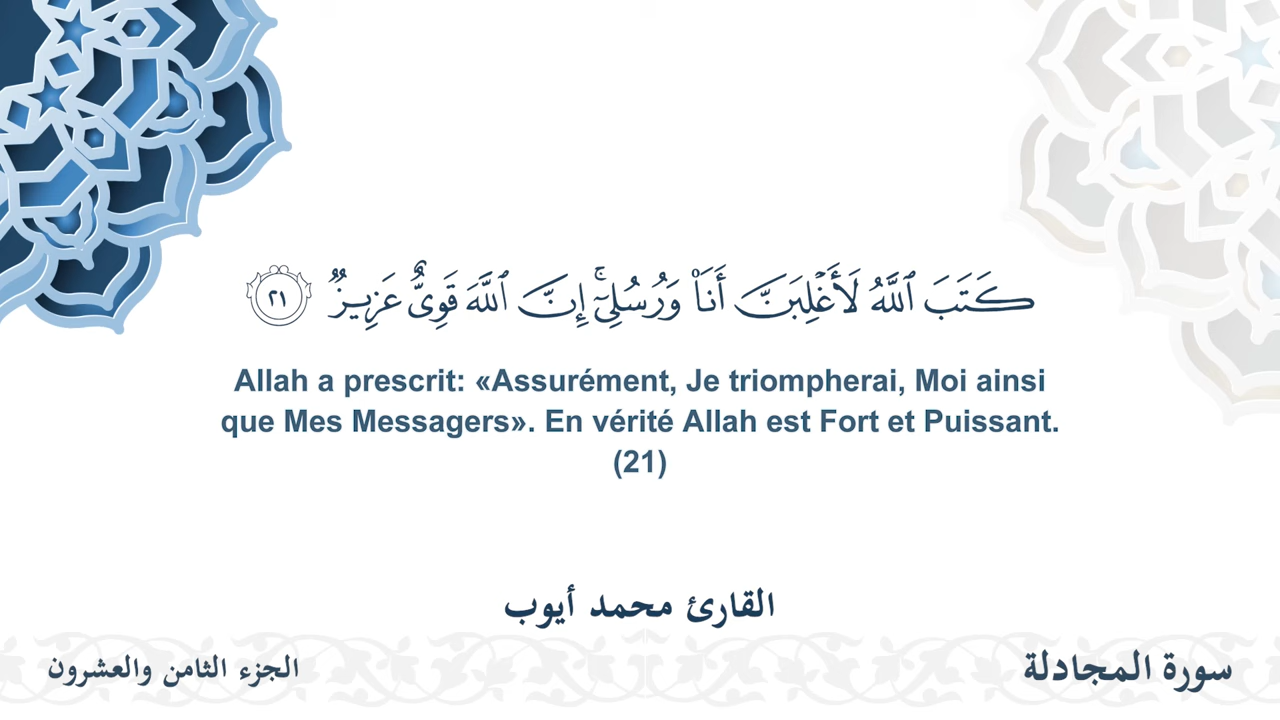 كَتَبَ ٱللَّهُ لَأَغْلِبَنَّ أَنَا۠ وَرُسُلِىٓ ۚ إِنَّ ٱللَّهَ قَوِىٌّ عَزِيزٌ ٢١
Allah a prescrit: «Assurément, Je triompherai, Moi ainsi
que Mes Messagers». En vérité Allah est Fort et Puissant.
(21)
القارئ محمد أيوب
سورة المجادلة
الجزء الثامن والعشرون